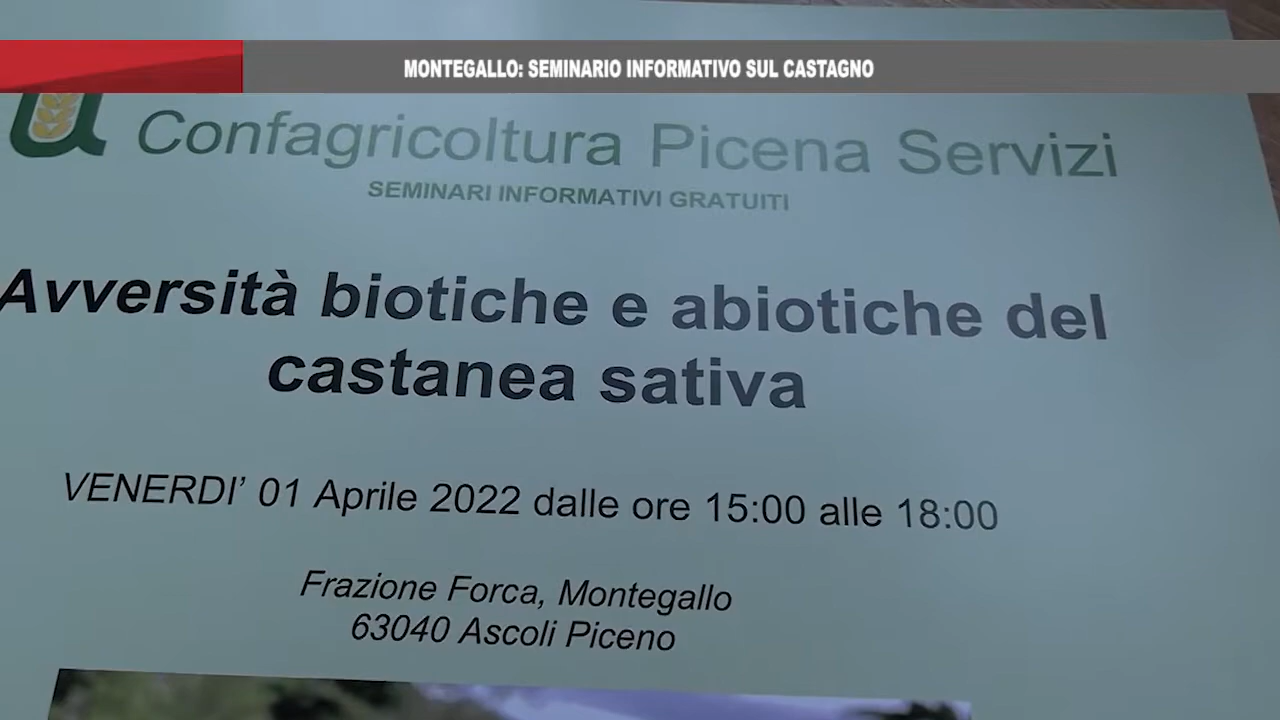 MONTEGALLO: SEMINARIO INFORMATIVO SUL CASTAGNO
Confagricoltura Picena Servizi
SEMINARI INFORMATIVI GRATUITI
Avversità biotiche e abiotiche del
castanea sativa
VENERDI’ 01 Aprile 2022 dalle ore 15:00 alle 18:00
Frazione Forca, Montegallo
63040 Ascoli Piceno